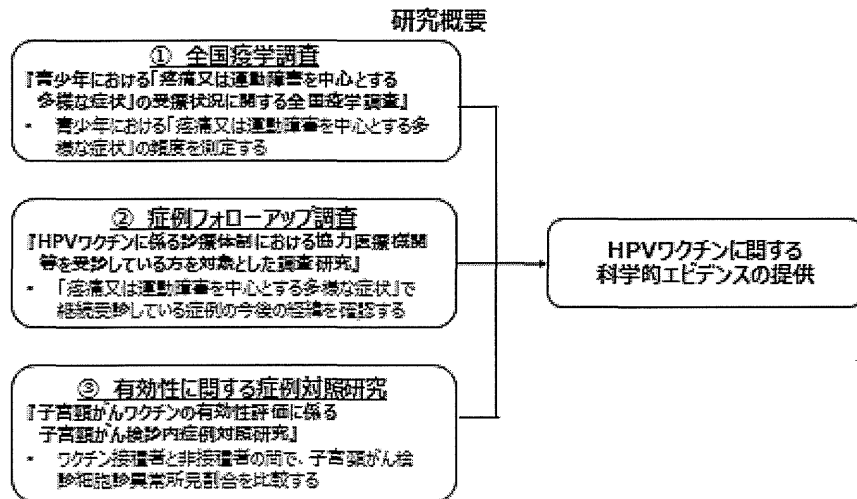 研究概要
① 全国疫学調査
『青少年における「疼痛又は運動障害を中心とする
多様な症状」の受療状況に関する全国疫学調査』
・ 青少年における「疼痛又は運動障害を中心とする多
様な症状」の頻度を測定する
② 症例フォローアップ調査
『HPVワクチンに係る診療体制における協力医療機関
等を受診している方を対象とした調査研究』
・ 「疼痛又は運動障害を中心とする多様な症状」で
継続受診している症例の今後の経緯を確認する
HPVワクチンに関する
科学的エビデンスの提供
③ 有効性に関する症例対照研究
『子宮頸がんワクチンの有効性評価に係る
子宮頸がん検診内症例対照研究』
・ ワクチン接種者と非接種者の間で、子宮頸がん検
診細胞診異常所見割合を比較する